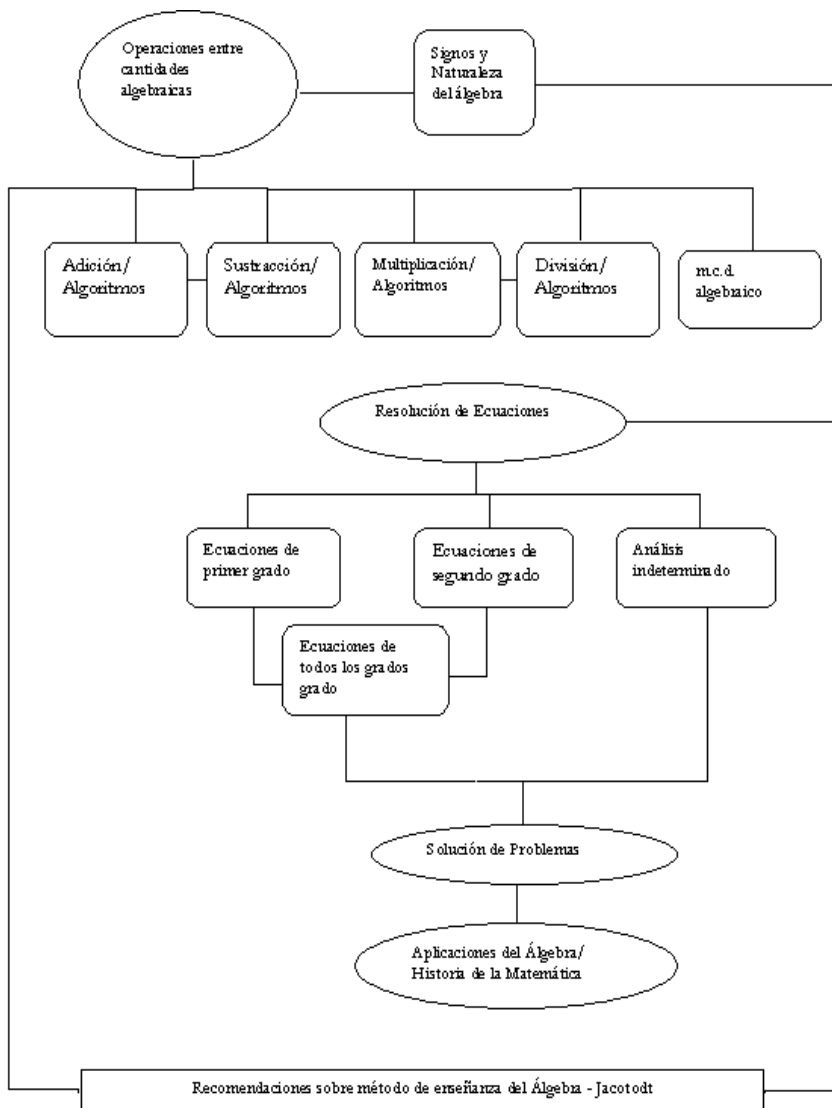 Operaciones entre
cantidades
algebraicas
Signos y
Naturaleza
del álgebra
Adición/
Algoritmos
Sustracción/
Algoritmos
Multiplicación/
Algoritmos
División/
Algoritmos
m.c.d.
algebraico
Resolución de Ecuaciones
Ecuaciones de
primer grado
Ecuaciones de
segundo grado
Análisis
indeterminado
Ecuaciones de
todos los grados
grado
Solución de Problemas
Aplicaciones del Álgebra/
Historia de la Matemática
Recomendaciones sobre método de enseñanza del Álgebra - Jacotodt